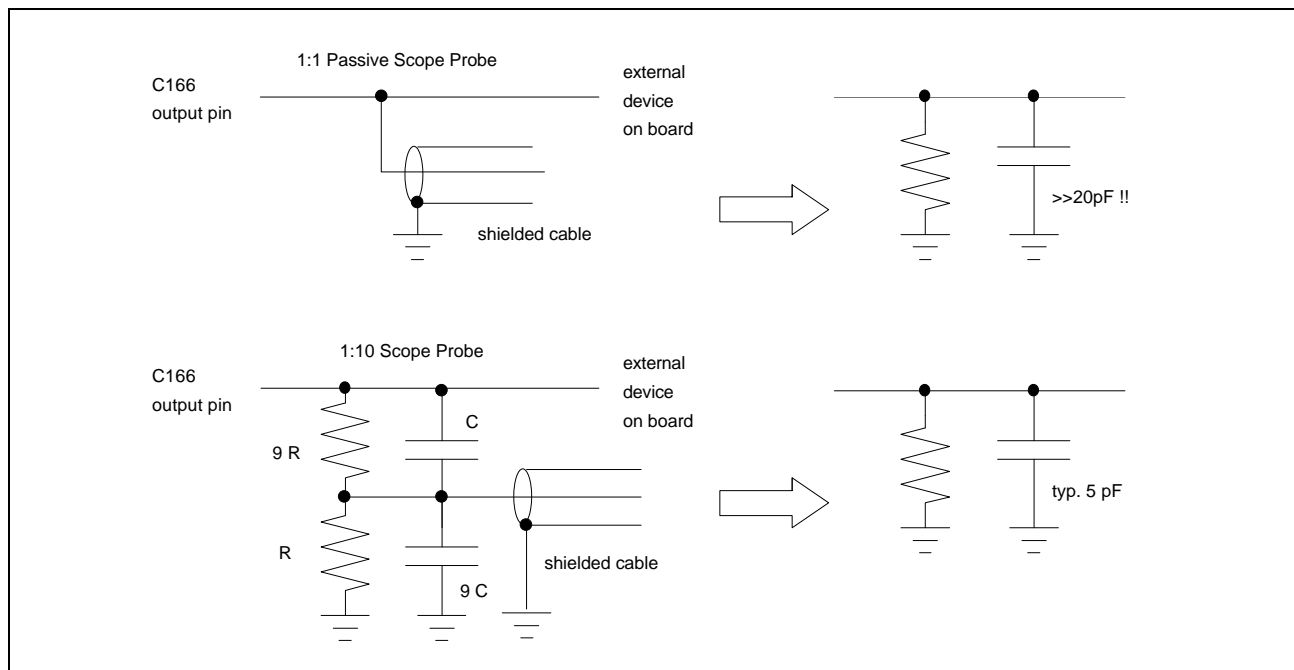 1:1 Passive Scope Probe
C166
output pin
external
device
on board
shielded cable
>>20pF !!
1:10 Scope Probe
C166
output pin
external
device
on board
9 R
C
R
9 C
shielded cable
typ. 5 pF